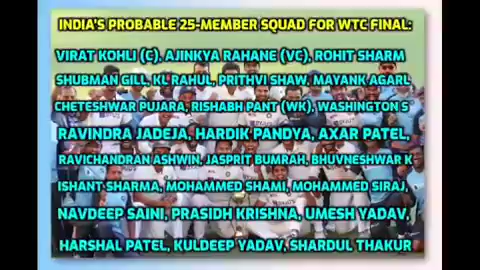 INDIA'S PROBABLE 25-MEMBER SQUAD FOR WTC FINAL:
VIRAT KOHLI (C), AJINKYA RAHANE (VC), ROHIT SHARM
SHUBMAN GILL, KL RAHUL, PRITHVI SHAW, MAYANK AGARL
CHETESHWAR PUJARA, RISHABH PANT (WK), WASHINGTON S
RAVINDRA JADEJA, HARDIK PANDYA, AXAR PATEL,
RAVICHANDRAN ASHWIN, JASPRIT BUMRAH, BHUVNESHWAR K
ISHANT SHARMA, MOHAMMED SHAMI, MOHAMMED SIRAJ,
NAVDEEP SAINI, PRASIDH KRISHNA, UMESH YADAV,
HARSHAL PATEL, KULDEEP YADAV, SHARDUL THAKUR